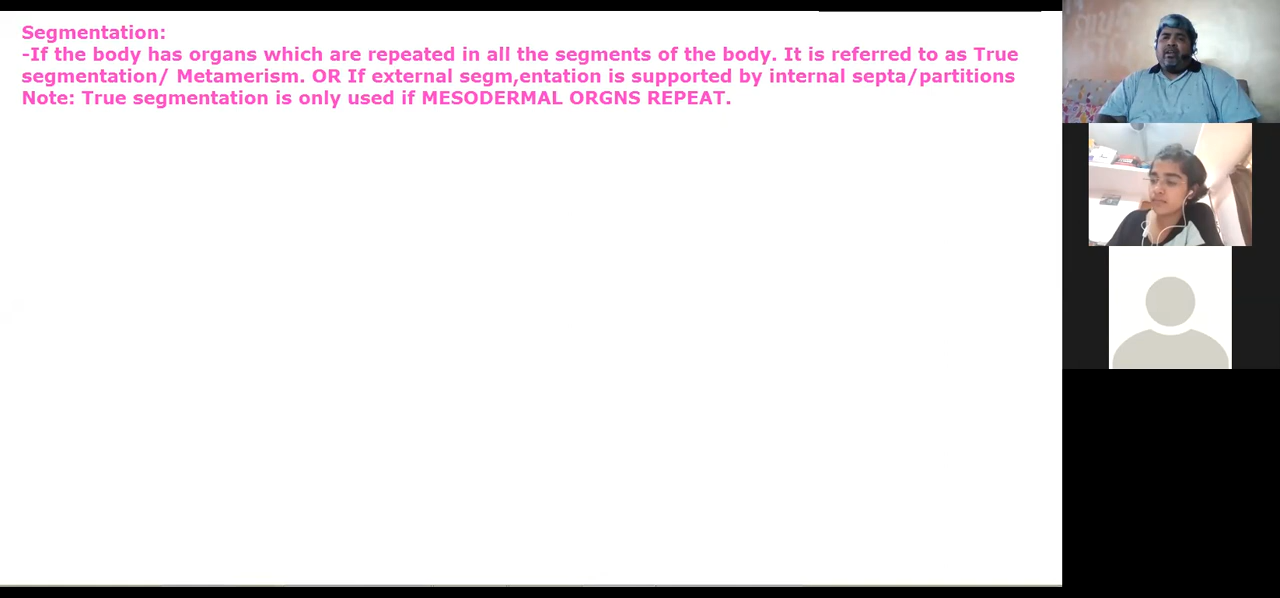 Segmentation:
-If the body has organs which are repeated in all the segments of the body. It is referred to as True
segmentation/ Metamerism. OR If external segm,entation is supported by internal septa/partitions
Note: True segmentation is only used if MESODERMAL ORGNS REPEAT.